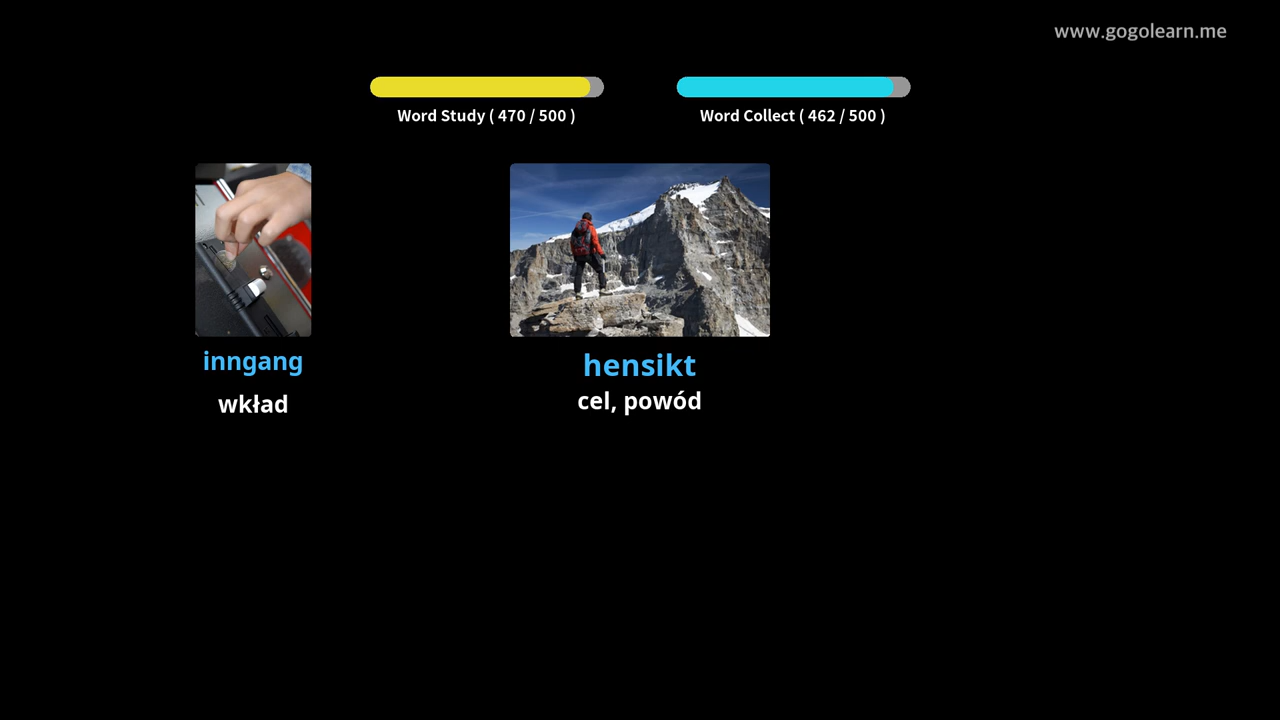 www.gogolearn.me
Word Study ( 470 / 500 )
Word Collect ( 462 / 500 )
inngang
wkład
hensikt
cel, powód